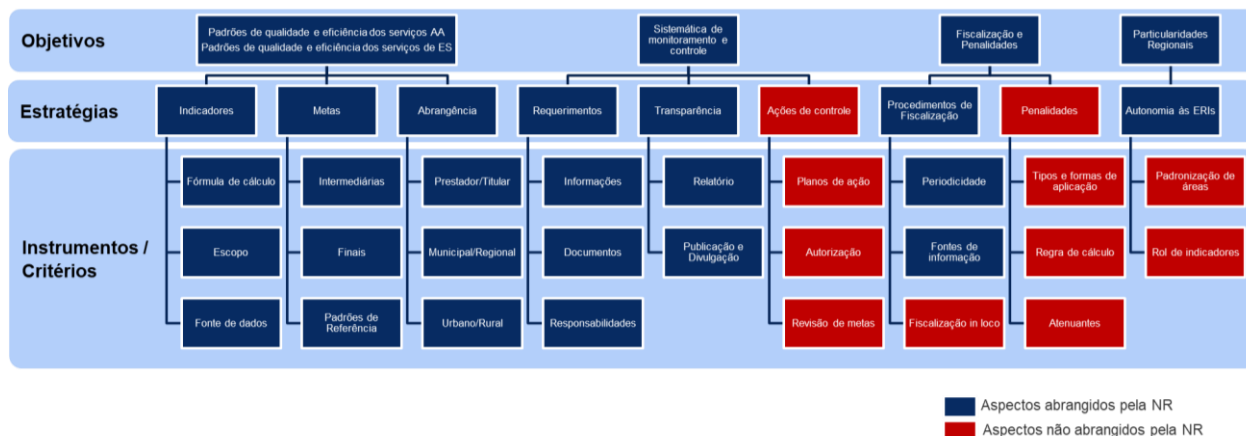 Objetivos
Padrões de qualidade e eficiência dos serviços AA
Padrões de qualidade e eficiência dos serviços de ES
Sistemática de
monitoramento e
controle
Fiscalização e
Penalidades
Particularidades
Regionais
Estratégias
Indicadores
Metas
Abrangência
Requerimentos
Transparência
Ações de controle
Procedimentos de
Fiscalização
Penalidades
Autonomia às ERIs
Instrumentos /
Critérios
Fórmula de cálculo
Intermediárias
Prestador/Titular
Informações
Relatório
Planos de ação
Periodicidade
Tipos e formas de
aplicação
Padronização de
áreas
Escopo
Finais
Municipal/Regional
Documentos
Publicação e
Divulgação
Autorização
Fontes de
informação
Regra de cálculo
Rol de indicadores
Fonte de dados
Padrões de
Referência
Urbano/Rural
Responsabilidades
Revisão de metas
Fiscalização in loco
Atenuantes
Aspectos abrangidos pela NR
Aspectos não abrangidos pela NR